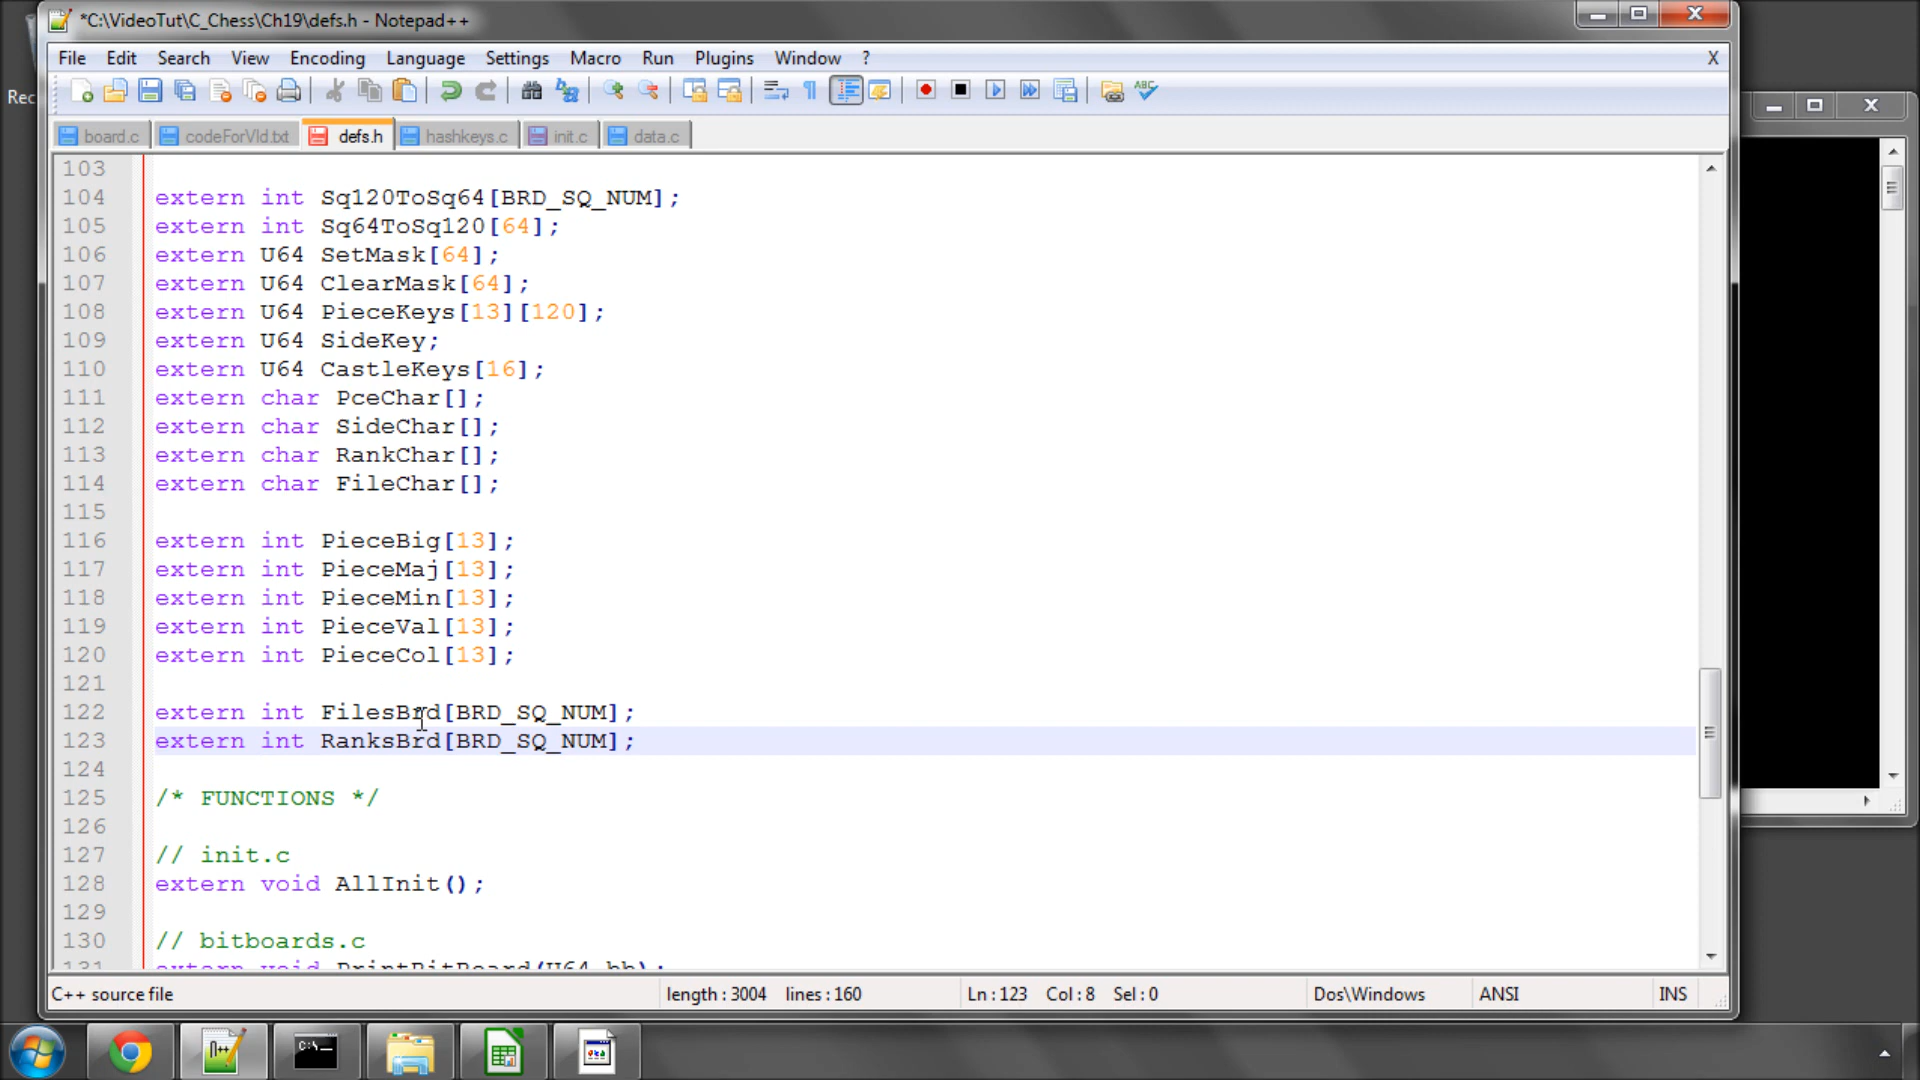 *C:\VideoTut\C_Chess\Ch19\defs.h - Notepad++
Rec
File Edit Search View Encoding Language Settings Macro Run Plugins Window ? X
board.c codeForVid.txt defs.h hashkeys.c init.c data.c
103
104 extern int Sq120ToSq64[BRD_SQ_NUM];
105 extern int Sq64ToSq120[64];
106 extern U64 SetMask[64];
107 extern U64 ClearMask[64];
108 extern U64 PieceKeys[13][120];
109 extern U64 SideKey;
110 extern U64 CastleKeys[16];
111 extern char PceChar[];
112 extern char SideChar[];
113 extern char RankChar[];
114 extern char FileChar[];
115
116 extern int PieceBig[13];
117 extern int PieceMaj[13];
118 extern int PieceMin[13];
119 extern int PieceVal[13];
120 extern int PieceCol[13];
121
122 extern int FilesBrd[BRD_SQ_NUM];
123 extern int RanksBrd[BRD_SQ_NUM];
124
125 /* FUNCTIONS */
126
127 // init.c
128 extern void AllInit();
129
130 // bitboards.c
131 extern void PrintBitBoard(U64 bb);
C++ source file length : 3004 lines : 160 Ln : 123 Col : 8 Sel : 0 Dos\Windows ANSI INS